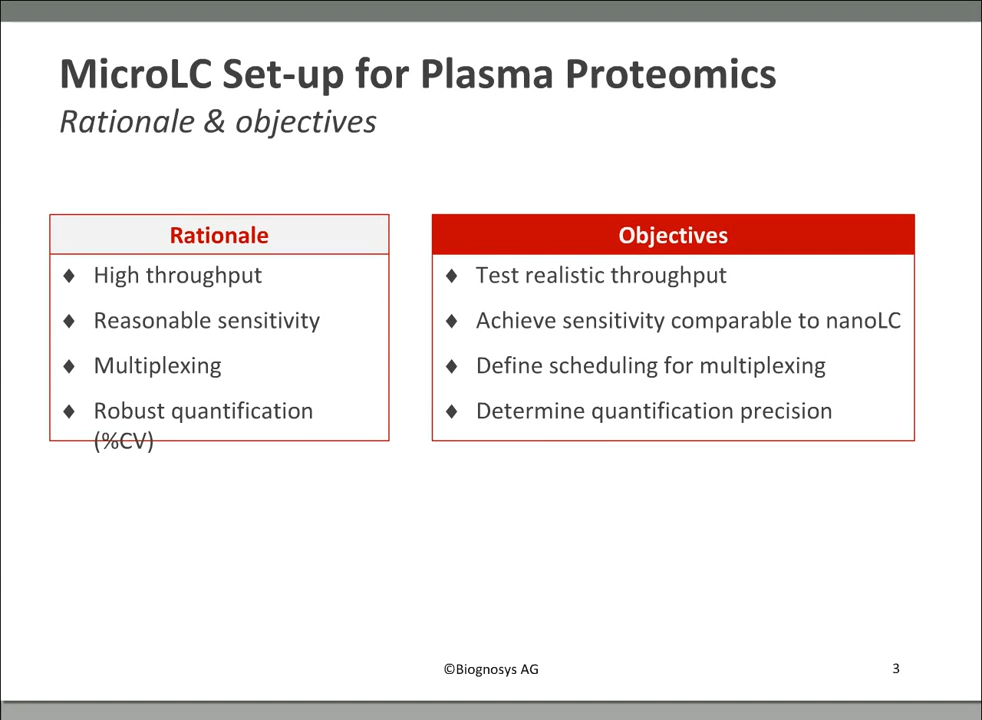 MicroLC Set-up for Plasma Proteomics
Rationale & objectives
Rationale
♦ High throughput
♦ Reasonable sensitivity
♦ Multiplexing
♦ Robust quantification
(%CV)
Objectives
♦ Test realistic throughput
♦ Achieve sensitivity comparable to nanoLC
♦ Define scheduling for multiplexing
♦ Determine quantification precision
©Biognosys AG
3